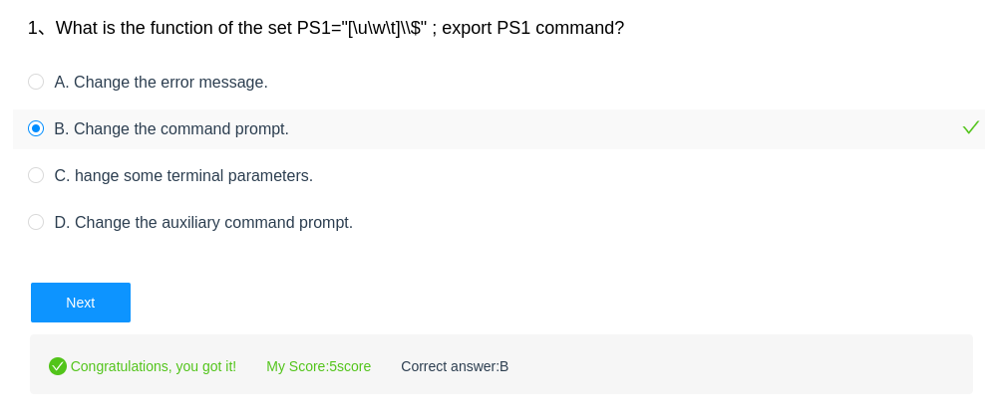 1、What is the function of the set PS1="[\u\w\t]\\$" ; export PS1 command?
A. Change the error message.
B. Change the command prompt.
C. hange some terminal parameters.
D. Change the auxiliary command prompt.
Next
Congratulations, you got it! My Score:5score Correct answer:B